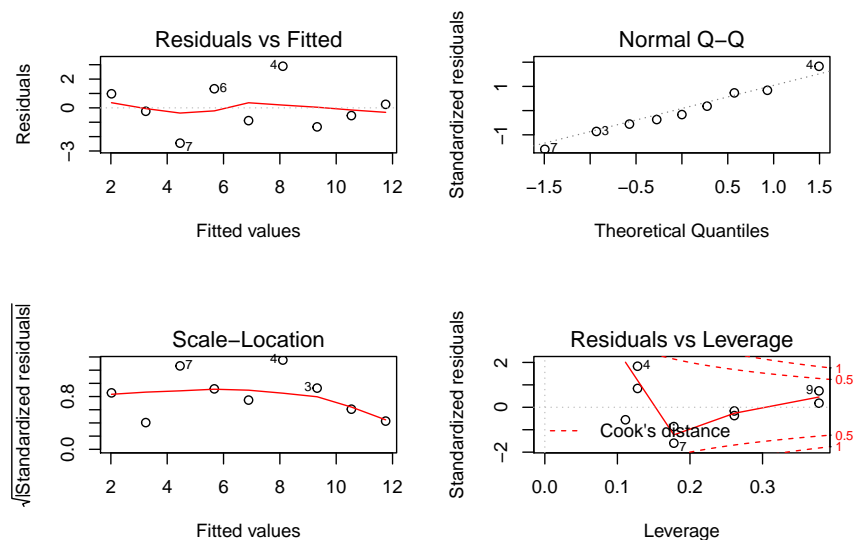 Residuals vs Fitted
Residuals
2
0
−3
4
6
7
2 4 6 8 10 12
Fitted values
Normal Q−Q
Standardized residuals
1
−1
4
3
7
−1.5 −0.5 0.5 1.0 1.5
Theoretical Quantiles
Scale−Location
√|Standardized residuals|
0.8
0.0
7
4
3
2 4 6 8 10 12
Fitted values
Residuals vs Leverage
Standardized residuals
2
0
−2
4
9
7
1
0.5
0.5
1
Cook's distance
0.0 0.1 0.2 0.3
Leverage